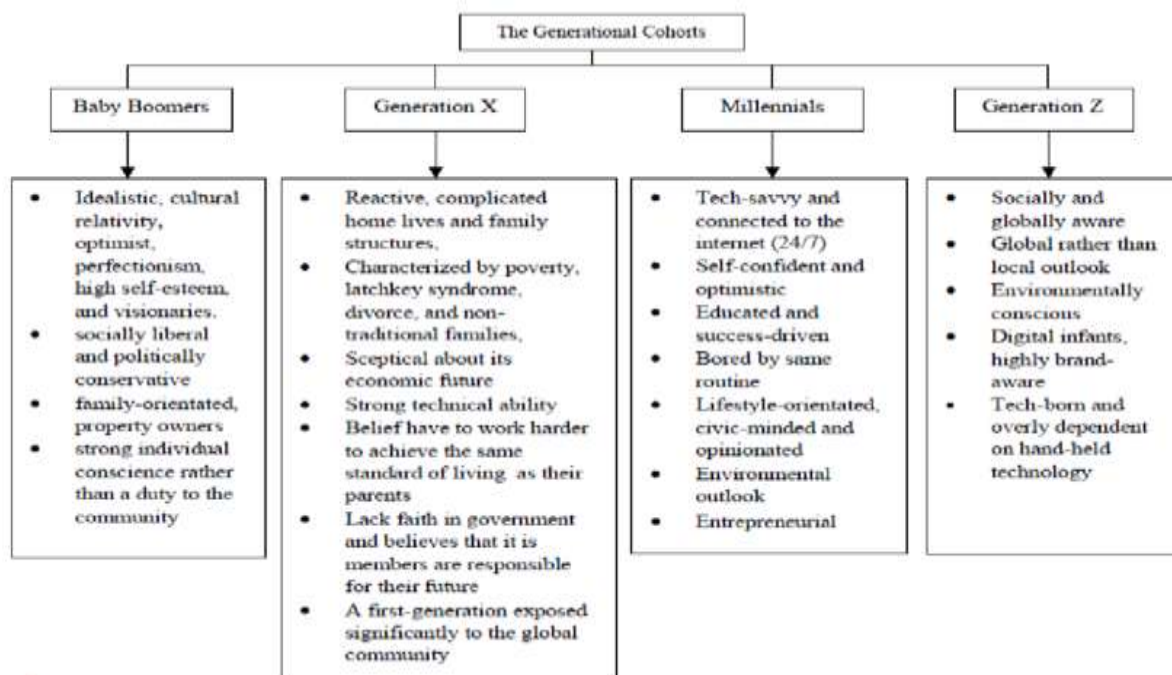 The Generational Cohorts
Baby Boomers
Generation X
Millennials
Generation Z
• Idealistic, cultural
relativity,
optimist,
perfectionism,
high self-esteem,
and visionaries.
• socially liberal
and politically
conservative
• family-orientated,
property owners
• strong individual
conscience rather
than a duty to the
community
• Reactive, complicated
home lives and family
structures,
• Characterized by poverty,
latchkey syndrome,
divorce, and non-
traditional families,
• Sceptical about its
economic future
• Strong technical ability
• Belief have to work harder
to achieve the same
standard of living as their
parents
• Lack faith in government
and believes that it is
members are responsible
for their future
• A first-generation exposed
significantly to the global
community
• Tech-savvy and
connected to the
internet (24/7)
• Self-confident and
optimistic
• Educated and
success-driven
• Bored by same
routine
• Lifestyle-orientated,
civic-minded and
opinionated
• Environmental
outlook
• Entrepreneurial
• Socially and
globally aware
• Global rather than
local outlook
• Environmentally
conscious
• Digital infants,
highly brand-
aware
• Tech-born and
overly dependent
on hand-held
technology